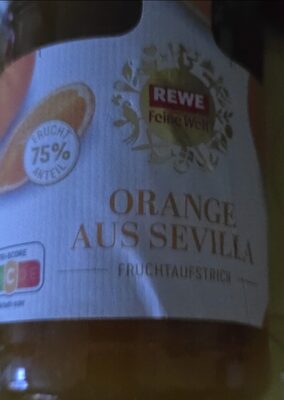 REWE
Feine Welt
FRUCHT
75%
ANTEIL
ORANGE
AUS SEVILLA
FRUCHTAUFSTRICH